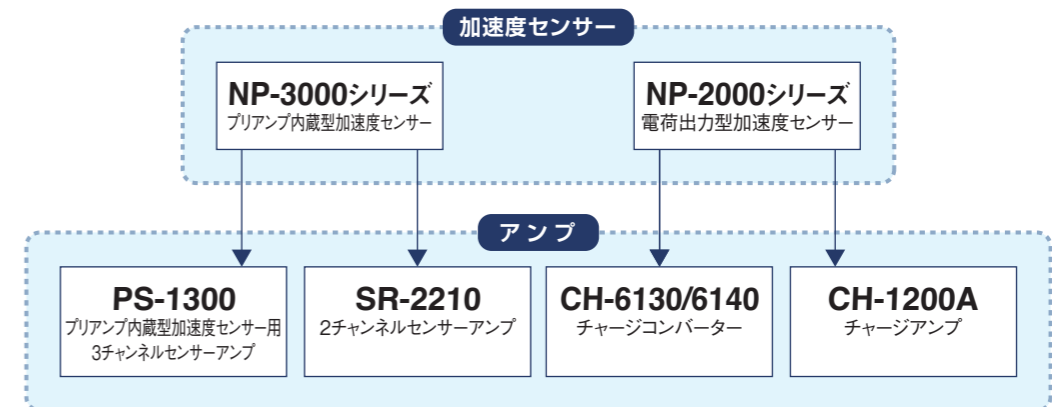 加速度センサー
NP-3000シリーズ
プリアンプ内蔵型加速度センサー
NP-2000シリーズ
電荷出力型加速度センサー
アンプ
PS-1300
プリアンプ内蔵型加速度センサー用
3チャンネルセンサーアンプ
SR-2210
2チャンネルセンサーアンプ
CH-6130/6140
チャージコンバーター
CH-1200A
チャージアンプ